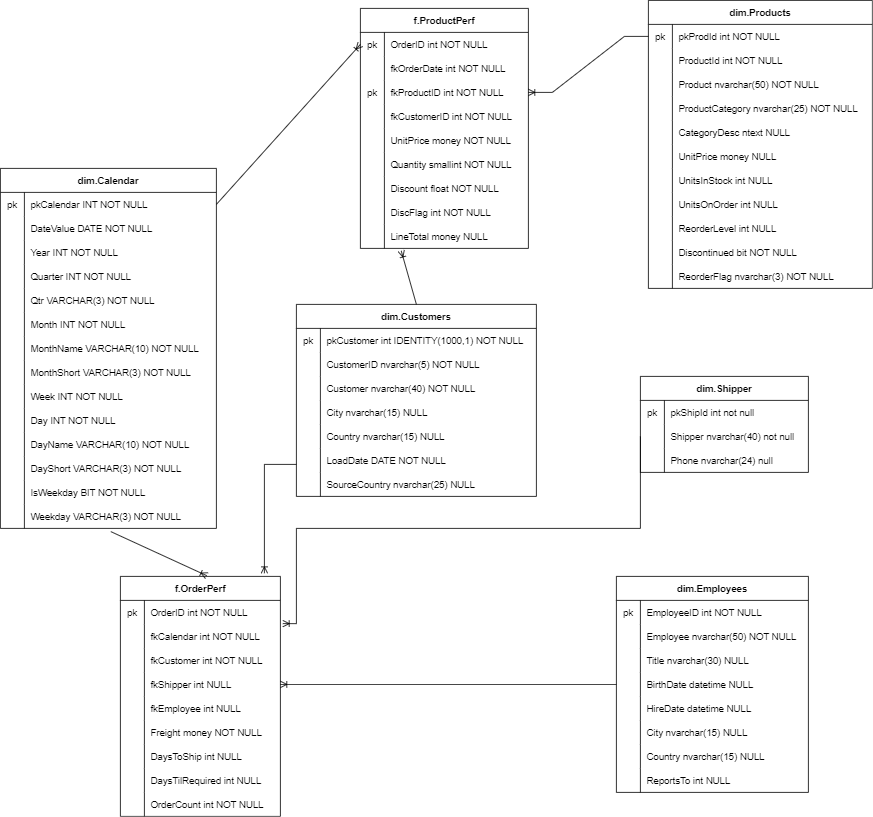 f.ProductPerf
pk OrderID int NOT NULL
fkOrderDate int NOT NULL
pk fkProductID int NOT NULL
fkCustomerID int NOT NULL
UnitPrice money NOT NULL
Quantity smallint NOT NULL
Discount float NOT NULL
DiscFlag int NOT NULL
LineTotal money NULL
dim.Products
pk pkProdId int NOT NULL
ProductId int NOT NULL
Product nvarchar(50) NOT NULL
ProductCategory nvarchar(25) NOT NULL
CategoryDesc ntext NULL
UnitPrice money NULL
UnitsInStock int NULL
UnitsOnOrder int NULL
ReorderLevel int NULL
Discontinued bit NOT NULL
ReorderFlag nvarchar(3) NOT NULL
dim.Calendar
pk pkCalendar INT NOT NULL
DateValue DATE NOT NULL
Year INT NOT NULL
Quarter INT NOT NULL
Qtr VARCHAR(3) NOT NULL
Month INT NOT NULL
MonthName VARCHAR(10) NOT NULL
MonthShort VARCHAR(3) NOT NULL
Week INT NOT NULL
Day INT NOT NULL
DayName VARCHAR(10) NOT NULL
DayShort VARCHAR(3) NOT NULL
IsWeekday BIT NOT NULL
Weekday VARCHAR(3) NOT NULL
dim.Customers
pk pkCustomer int IDENTITY(1000,1) NOT NULL
CustomerID nvarchar(5) NOT NULL
Customer nvarchar(40) NOT NULL
City nvarchar(15) NULL
Country nvarchar(15) NULL
LoadDate DATE NOT NULL
SourceCountry nvarchar(25) NULL
dim.Shipper
pk pkShipId int not null
Shipper nvarchar(40) not null
Phone nvarchar(24) null
f.OrderPerf
pk OrderID int NOT NULL
fkCalendar int NOT NULL
fkCustomer int NOT NULL
fkShipper int NULL
fkEmployee int NULL
Freight money NOT NULL
DaysToShip int NULL
DaysTilRequired int NULL
OrderCount int NOT NULL
dim.Employees
pk EmployeeID int NOT NULL
Employee nvarchar(50) NOT NULL
Title nvarchar(30) NULL
BirthDate datetime NULL
HireDate datetime NULL
City nvarchar(15) NULL
Country nvarchar(15) NULL
ReportsTo int NULL